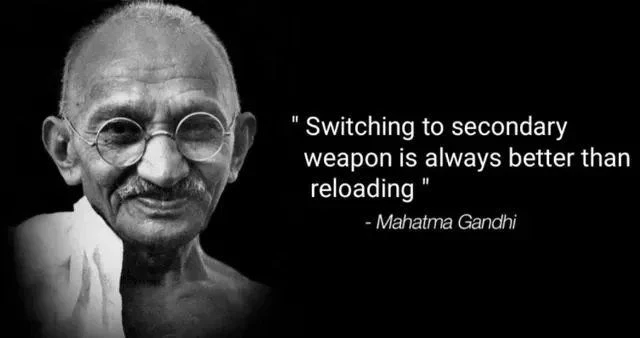 " Switching to secondary
weapon is always better than
reloading "
- Mahatma Gandhi